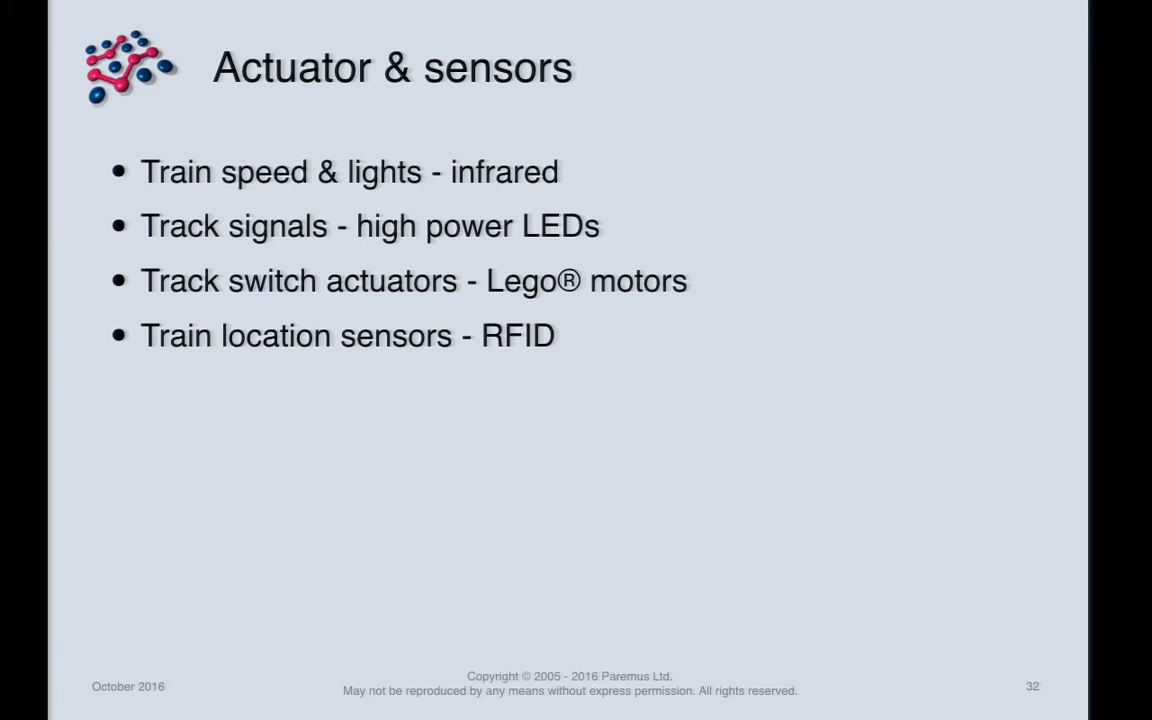 Actuator & sensors
• Train speed & lights - infrared
• Track signals - high power LEDs
• Track switch actuators - Lego® motors
• Train location sensors - RFID
October 2016
Copyright © 2005 - 2016 Paremus Ltd.
May not be reproduced by any means without express permission. All rights reserved.
32